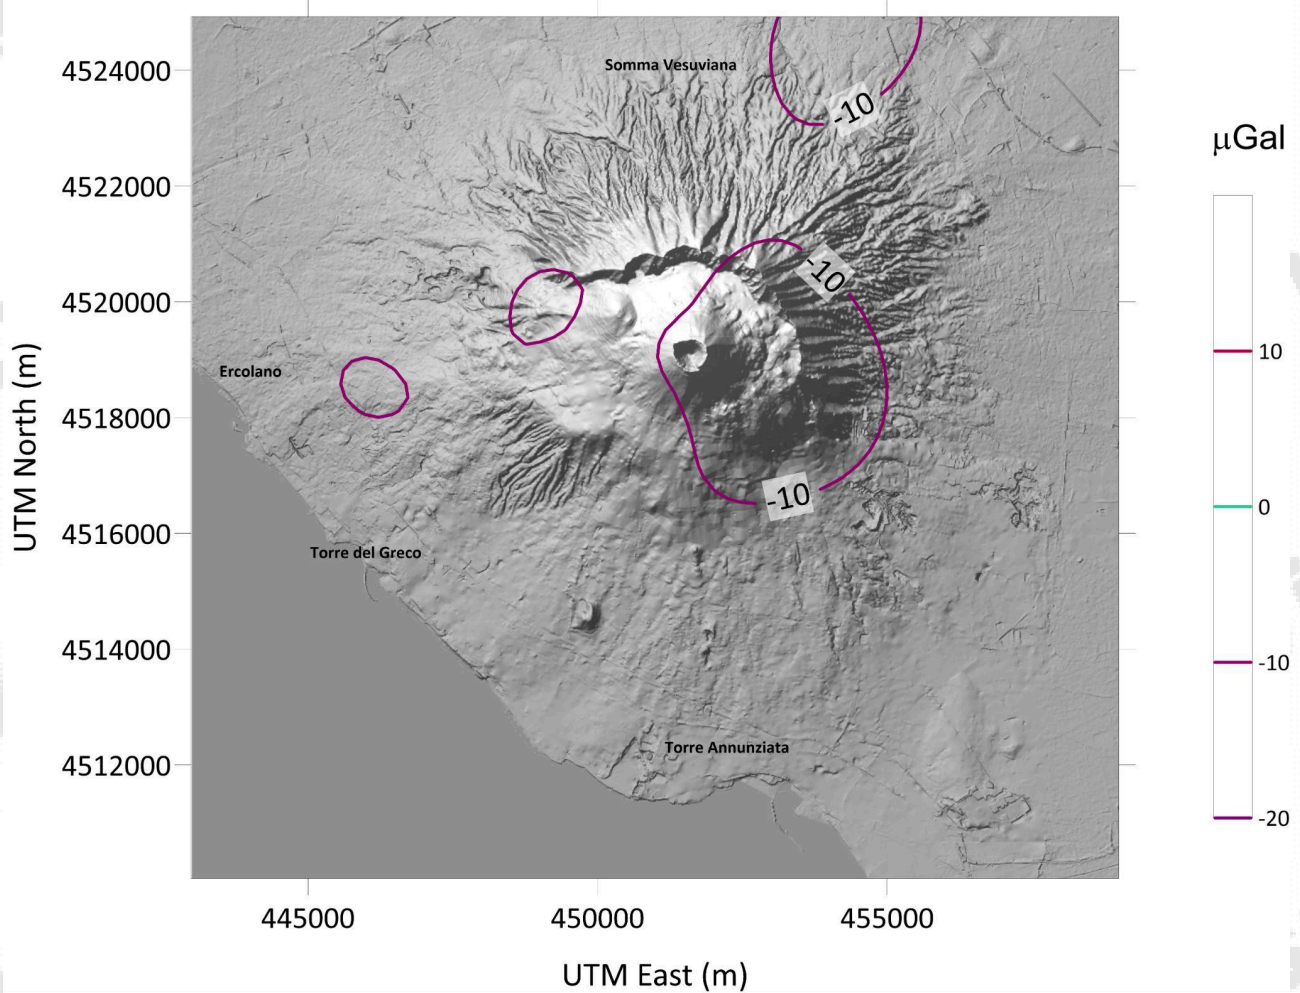 4524000
Somma Vesuviana
-10
μGal
4522000
-10
4520000
10
Ercolano
4518000
-10
0
4516000
Torre del Greco
4514000
-10
Torre Annunziata
4512000
-20
UTM North (m)
445000
450000
455000
UTM East (m)